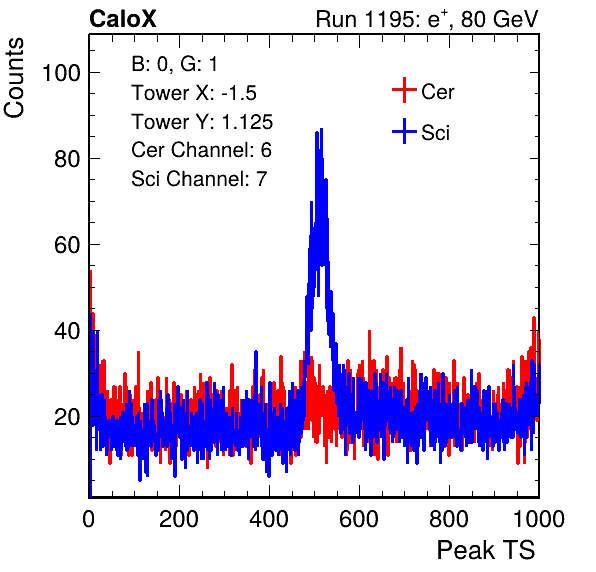 CaloX Run 1195: e⁺, 80 GeV
Counts
B: 0, G: 1
Tower X: -1.5
Tower Y: 1.125
Cer Channel: 6
Sci Channel: 7
Cer
Sci
100
80
60
40
20
0 200 400 600 800 1000
Peak TS